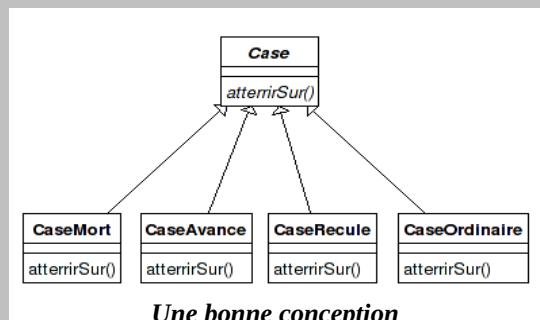 Case
atterrirSur()
CaseMort
atterrirSur()
CaseAvance
atterrirSur()
CaseRecule
atterrirSur()
CaseOrdinaire
atterrirSur()
Une bonne conception